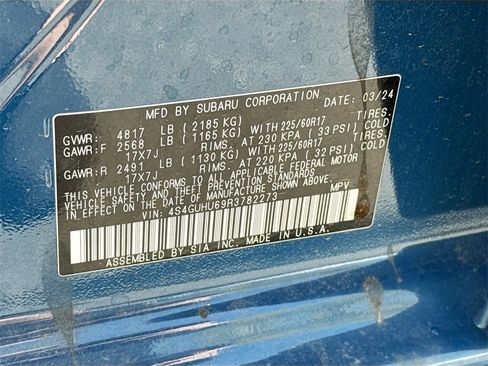 MFD BY SUBARU CORPORATION DATE: 03/24
GVWR: 4817 LB (2185 KG)
GAWR:F 2568 LB (1165 KG) WITH 225/60R17 TIRES.
17X7J RIMS. AT 230 KPA (33 PSI) COLD
GAWR:R 2491 LB (1130 KG) WITH 225/60R17 TIRES.
17X7J RIMS. AT 220 KPA (32 PSI) COLD
THIS VEHICLE CONFORMS TO ALL APPLICABLE FEDERAL MOTOR
VEHICLE SAFETY AND THEFT PREVENTION STANDARDS
IN EFFECT ON THE DATE OF MANUFACTURE SHOWN ABOVE.
VIN: 4S4GUHU69R3782273 MPV
ASSEMBLED BY SIA INC. MADE IN U.S.A.